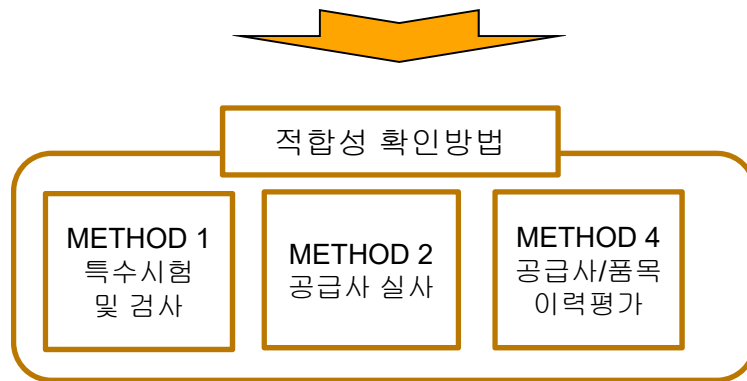 적합성 확인방법
METHOD 1
특수시험
및 검사
METHOD 2
공급사 실사
METHOD 4
공급사/품목
이력평가